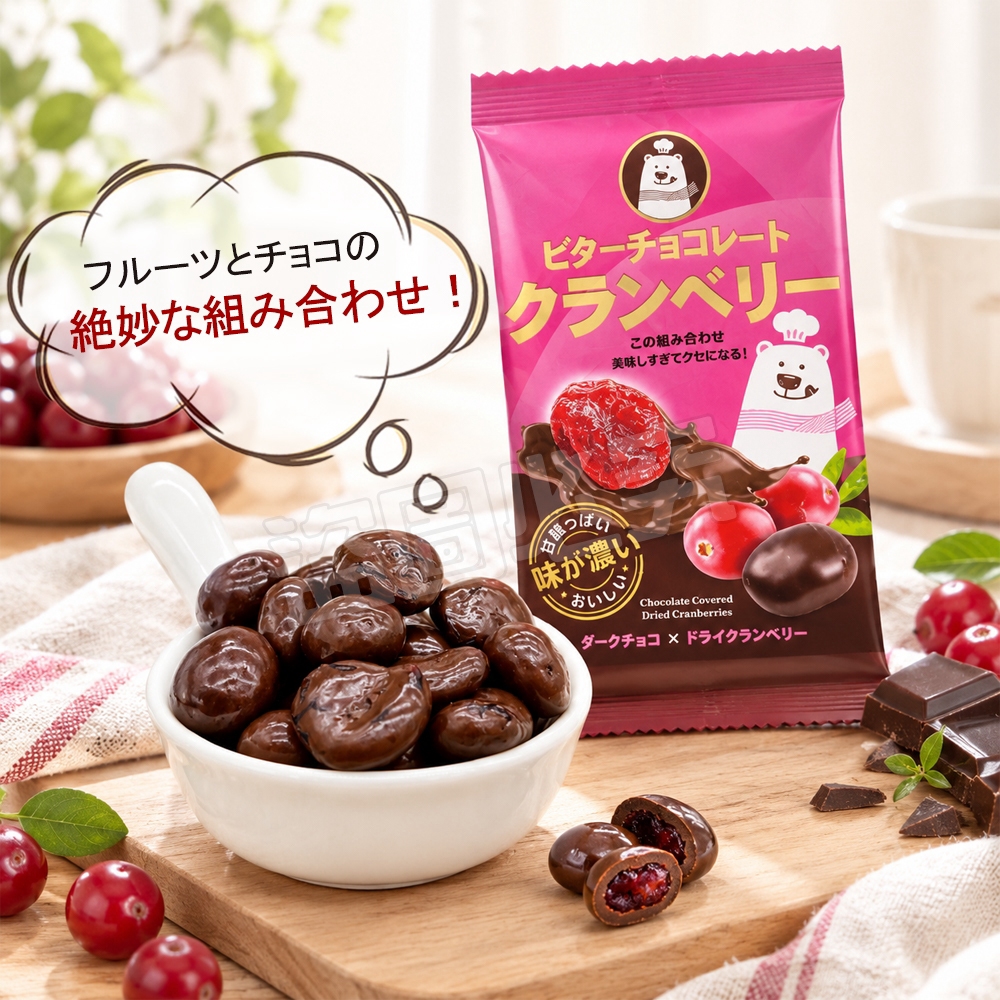 フルーツとチョコの
絶妙な組み合わせ！
ビターチョコレート
クランベリー
この組み合わせ
美味しすぎてクセになる！
甘酸っぱい
味が濃い
おいしい
Chocolate Covered
Dried Cranberries
ダークチョコ × ドライクランベリー